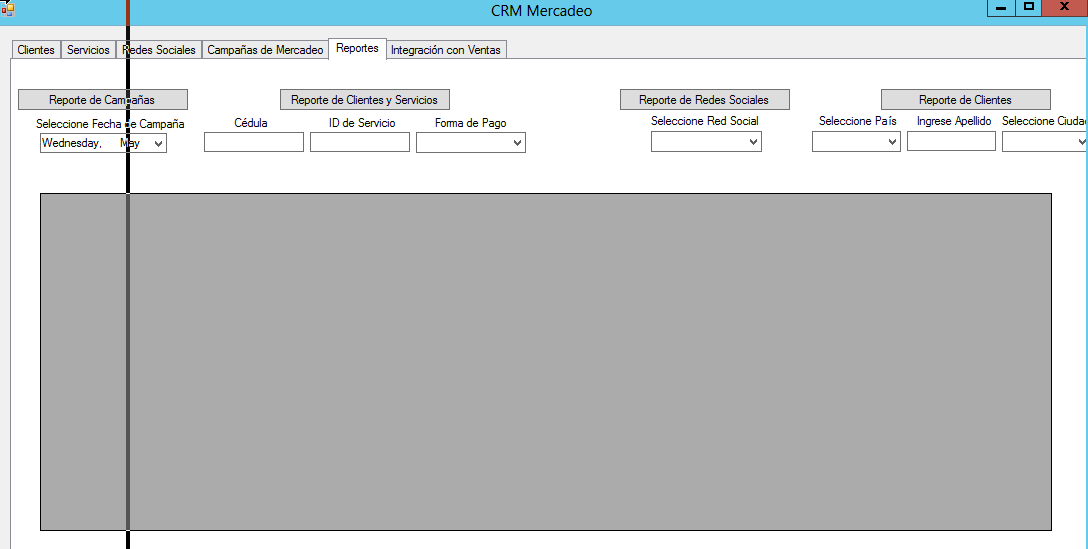 CRM Mercadeo
Clientes Servicios Redes Sociales Campañas de Mercadeo Reportes Integración con Ventas
Reporte de Campañas Reporte de Clientes y Servicios Reporte de Redes Sociales Reporte de Clientes
Seleccione Fecha de Campaña Cédula ID de Servicio Forma de Pago Seleccione Red Social Seleccione País Ingrese Apellido Seleccione Ciudad
Wednesday, May